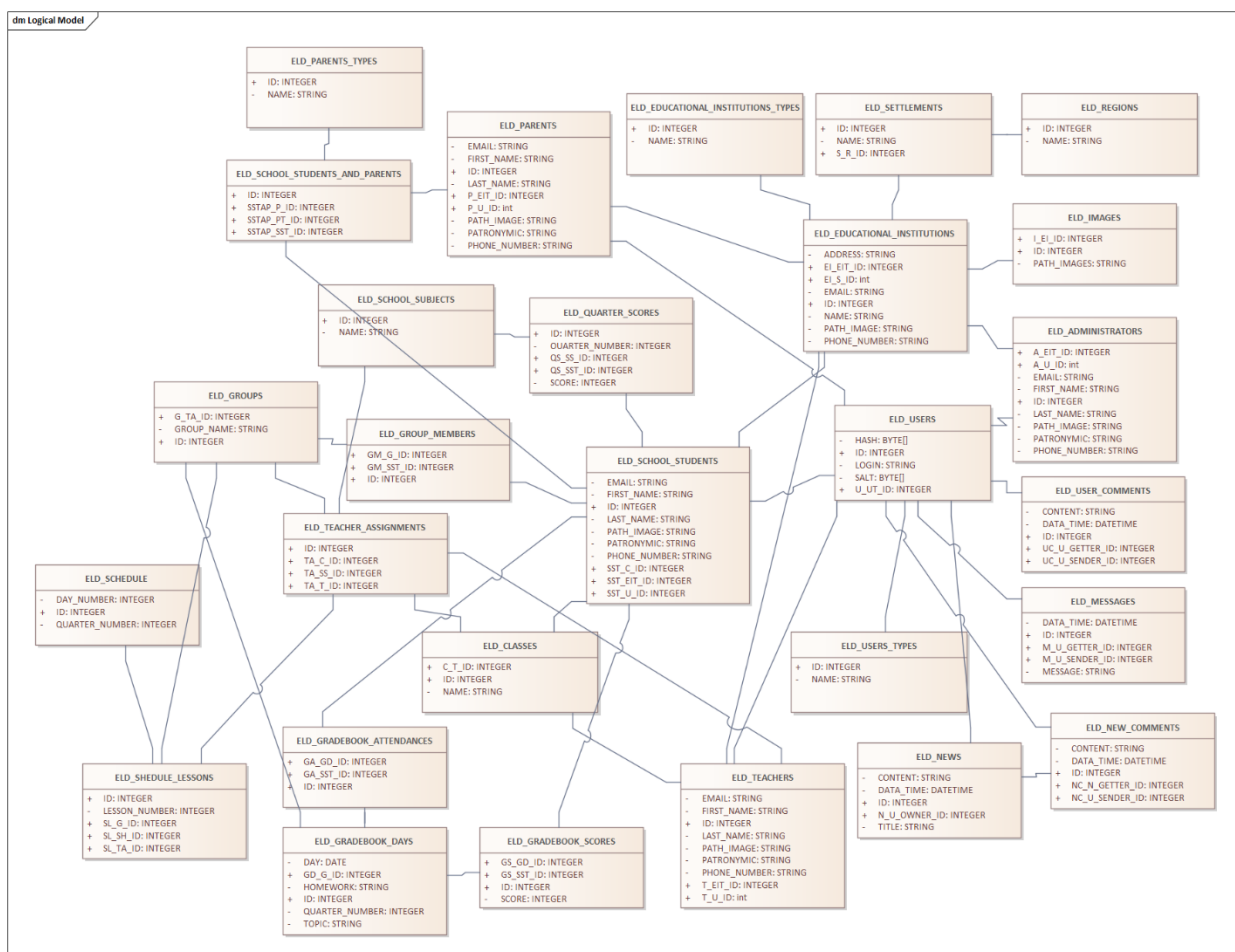 dm Logical Model
ELD_PARENTS_TYPES
+ ID: INTEGER
- NAME: STRING
ELD_PARENTS
- EMAIL: STRING
- FIRST_NAME: STRING
+ ID: INTEGER
- LAST_NAME: STRING
+ P_EIT_ID: INTEGER
+ P_U_ID: int
- PATH_IMAGE: STRING
- PATRONYMIC: STRING
- PHONE_NUMBER: STRING
ELD_EDUCATIONAL_INSTITUTIONS_TYPES
+ ID: INTEGER
- NAME: STRING
ELD_SETTLEMENTS
+ ID: INTEGER
- NAME: STRING
+ S_R_ID: INTEGER
ELD_REGIONS
+ ID: INTEGER
- NAME: STRING
ELD_SCHOOL_STUDENTS_AND_PARENTS
+ ID: INTEGER
+ SSTAP_P_ID: INTEGER
+ SSTAP_PT_ID: INTEGER
+ SSTAP_SST_ID: INTEGER
ELD_EDUCATIONAL_INSTITUTIONS
- ADDRESS: STRING
+ EI_EIT_ID: INTEGER
+ EI_S_ID: int
- EMAIL: STRING
+ ID: INTEGER
- NAME: STRING
- PATH_IMAGE: STRING
- PHONE_NUMBER: STRING
ELD_IMAGES
+ I_EI_ID: INTEGER
+ ID: INTEGER
- PATH_IMAGES: STRING
ELD_SCHOOL_SUBJECTS
+ ID: INTEGER
- NAME: STRING
ELD_QUARTER_SCORES
+ ID: INTEGER
- OUARTER_NUMBER: INTEGER
+ QS_SS_ID: INTEGER
+ QS_SST_ID: INTEGER
- SCORE: INTEGER
ELD_ADMINISTRATORS
+ A_EIT_ID: INTEGER
+ A_U_ID: int
- EMAIL: STRING
- FIRST_NAME: STRING
+ ID: INTEGER
- LAST_NAME: STRING
- PATH_IMAGE: STRING
- PATRONYMIC: STRING
- PHONE_NUMBER: STRING
ELD_GROUPS
+ G_TA_ID: INTEGER
- GROUP_NAME: STRING
+ ID: INTEGER
ELD_GROUP_MEMBERS
+ GM_G_ID: INTEGER
+ GM_SST_ID: INTEGER
+ ID: INTEGER
ELD_SCHOOL_STUDENTS
- EMAIL: STRING
- FIRST_NAME: STRING
+ ID: INTEGER
- LAST_NAME: STRING
- PATH_IMAGE: STRING
- PATRONYMIC: STRING
- PHONE_NUMBER: STRING
+ SST_C_ID: INTEGER
+ SST_EIT_ID: INTEGER
+ SST_U_ID: INTEGER
ELD_USERS
- HASH: BYTE[]
+ ID: INTEGER
- LOGIN: STRING
- SALT: BYTE[]
+ U_UT_ID: INTEGER
ELD_USER_COMMENTS
- CONTENT: STRING
- DATA_TIME: DATETIME
+ ID: INTEGER
+ UC_U_GETTER_ID: INTEGER
+ UC_U_SENDER_ID: INTEGER
ELD_TEACHER_ASSIGNMENTS
+ ID: INTEGER
+ TA_C_ID: INTEGER
+ TA_SS_ID: INTEGER
+ TA_T_ID: INTEGER
ELD_SCHEDULE
- DAY_NUMBER: INTEGER
+ ID: INTEGER
- QUARTER_NUMBER: INTEGER
ELD_MESSAGES
- DATA_TIME: DATETIME
+ ID: INTEGER
+ M_U_GETTER_ID: INTEGER
+ M_U_SENDER_ID: INTEGER
- MESSAGE: STRING
ELD_CLASSES
+ C_T_ID: INTEGER
+ ID: INTEGER
- NAME: STRING
ELD_USERS_TYPES
+ ID: INTEGER
- NAME: STRING
ELD_NEW_COMMENTS
- CONTENT: STRING
- DATA_TIME: DATETIME
+ ID: INTEGER
+ NC_N_GETTER_ID: INTEGER
+ NC_U_SENDER_ID: INTEGER
ELD_GRADEBOOK_ATTENDANCES
+ GA_GD_ID: INTEGER
+ GA_SST_ID: INTEGER
+ ID: INTEGER
ELD_NEWS
- CONTENT: STRING
- DATA_TIME: DATETIME
+ ID: INTEGER
+ N_U_OWNER_ID: INTEGER
- TITLE: STRING
ELD_SHEDULE_LESSONS
+ ID: INTEGER
- LESSON_NUMBER: INTEGER
+ SL_G_ID: INTEGER
+ SL_SH_ID: INTEGER
+ SL_TA_ID: INTEGER
ELD_TEACHERS
- EMAIL: STRING
- FIRST_NAME: STRING
+ ID: INTEGER
- LAST_NAME: STRING
- PATH_IMAGE: STRING
- PATRONYMIC: STRING
- PHONE_NUMBER: STRING
+ T_EIT_ID: INTEGER
+ T_U_ID: int
ELD_GRADEBOOK_DAYS
- DAY: DATE
+ GD_G_ID: INTEGER
- HOMEWORK: STRING
+ ID: INTEGER
- QUARTER_NUMBER: INTEGER
- TOPIC: STRING
ELD_GRADEBOOK_SCORES
+ GS_GD_ID: INTEGER
+ GS_SST_ID: INTEGER
+ ID: INTEGER
- SCORE: INTEGER